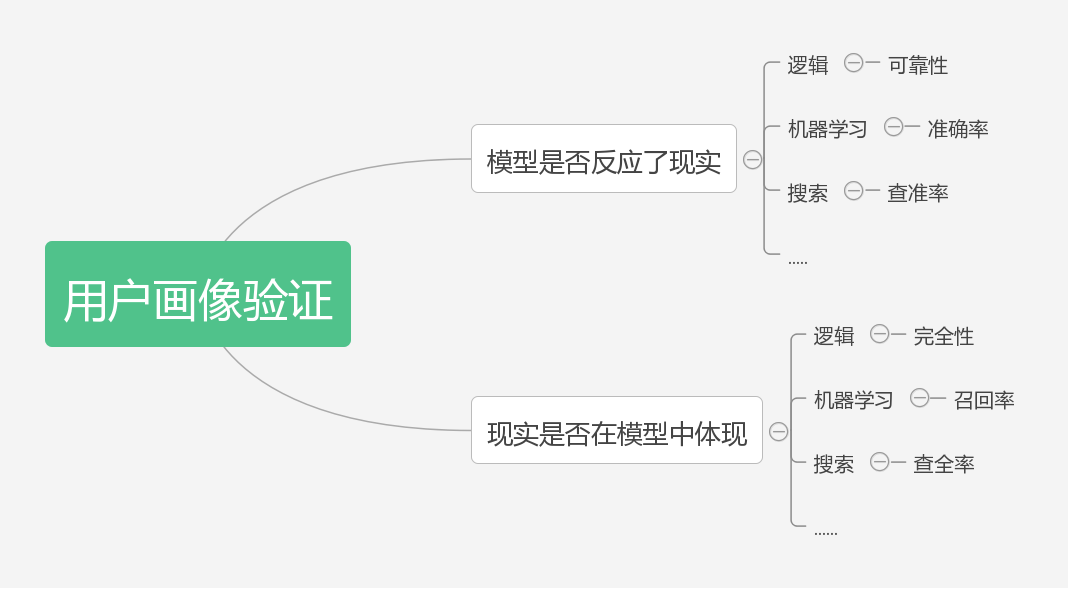 用户画像验证
模型是否反应了现实
逻辑 可靠性
机器学习 准确率
搜索 查准率
.....
现实是否在模型中体现
逻辑 完全性
机器学习 召回率
搜索 查全率
......